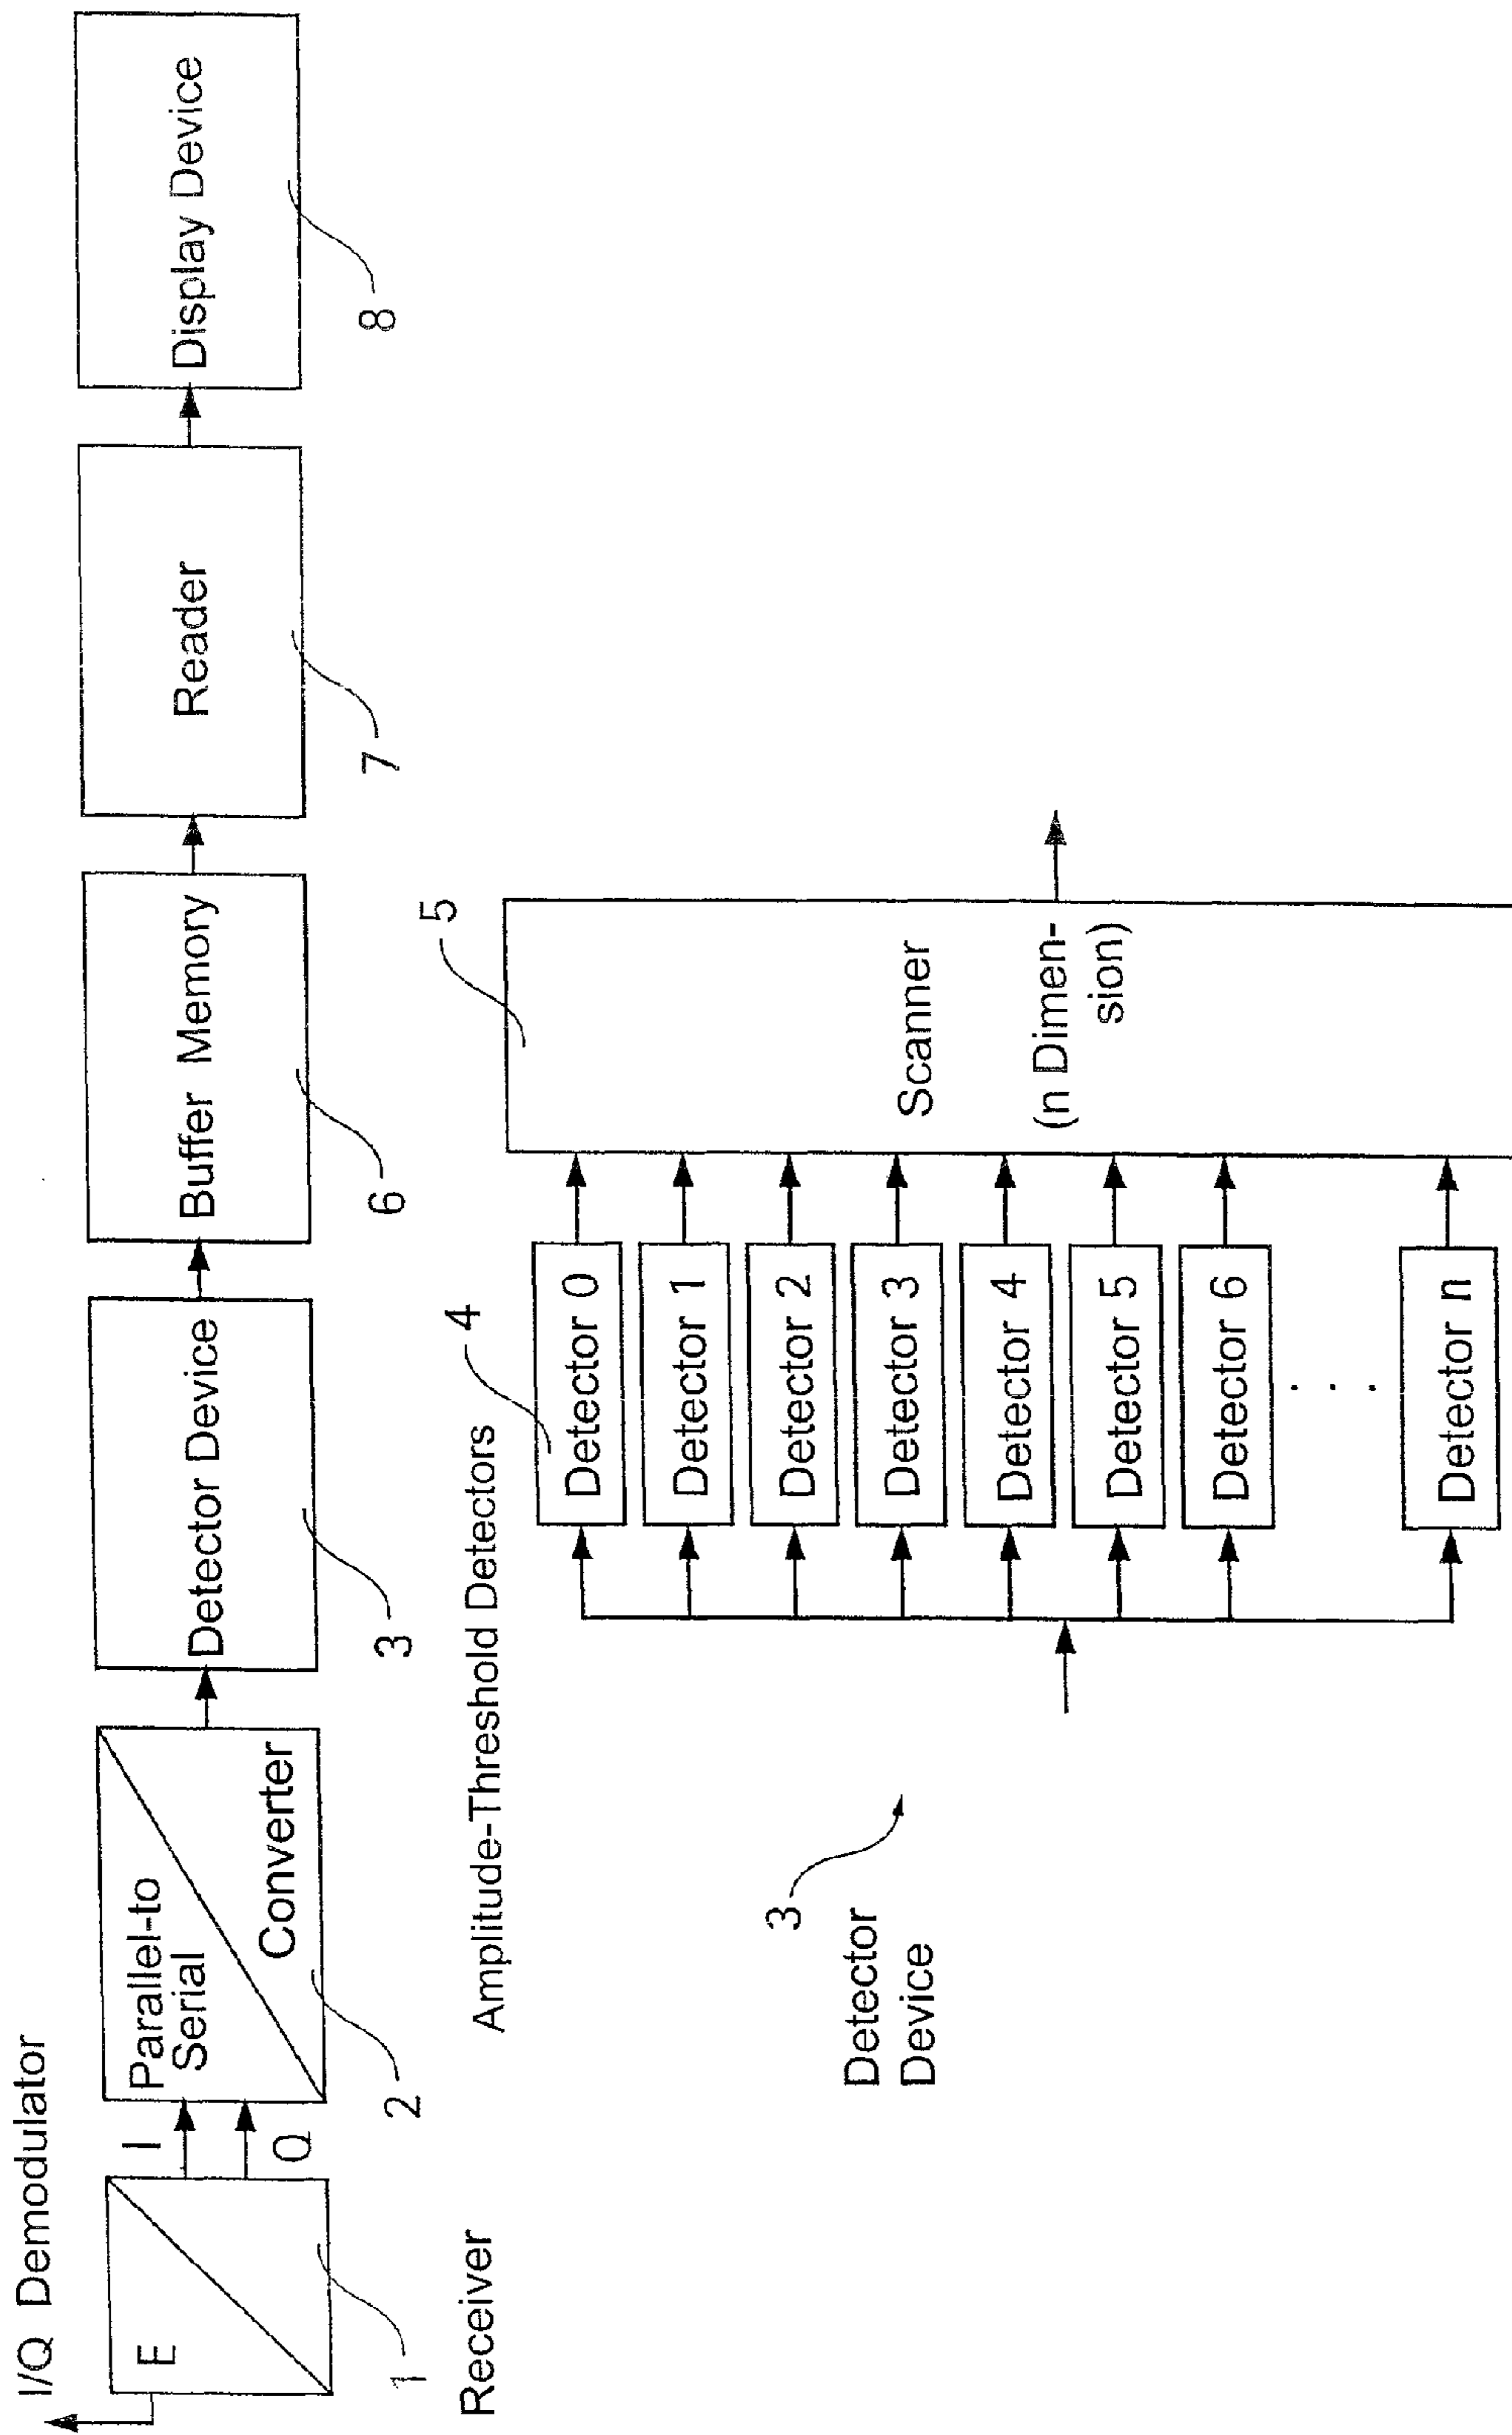 I/Q Demodulator
E
1
Receiver
I
Q
Parallel-to
Serial
Converter
2
Detector Device
3
Buffer Memory
6
Reader
7
Display Device
8
Amplitude-Threshold Detectors
4
5
Detector 0
Detector 1
Detector 2
Detector 3
Detector 4
Detector 5
Detector 6
. . .
Detector n
Scanner
(n Dimen-
sion)
3
Detector
Device